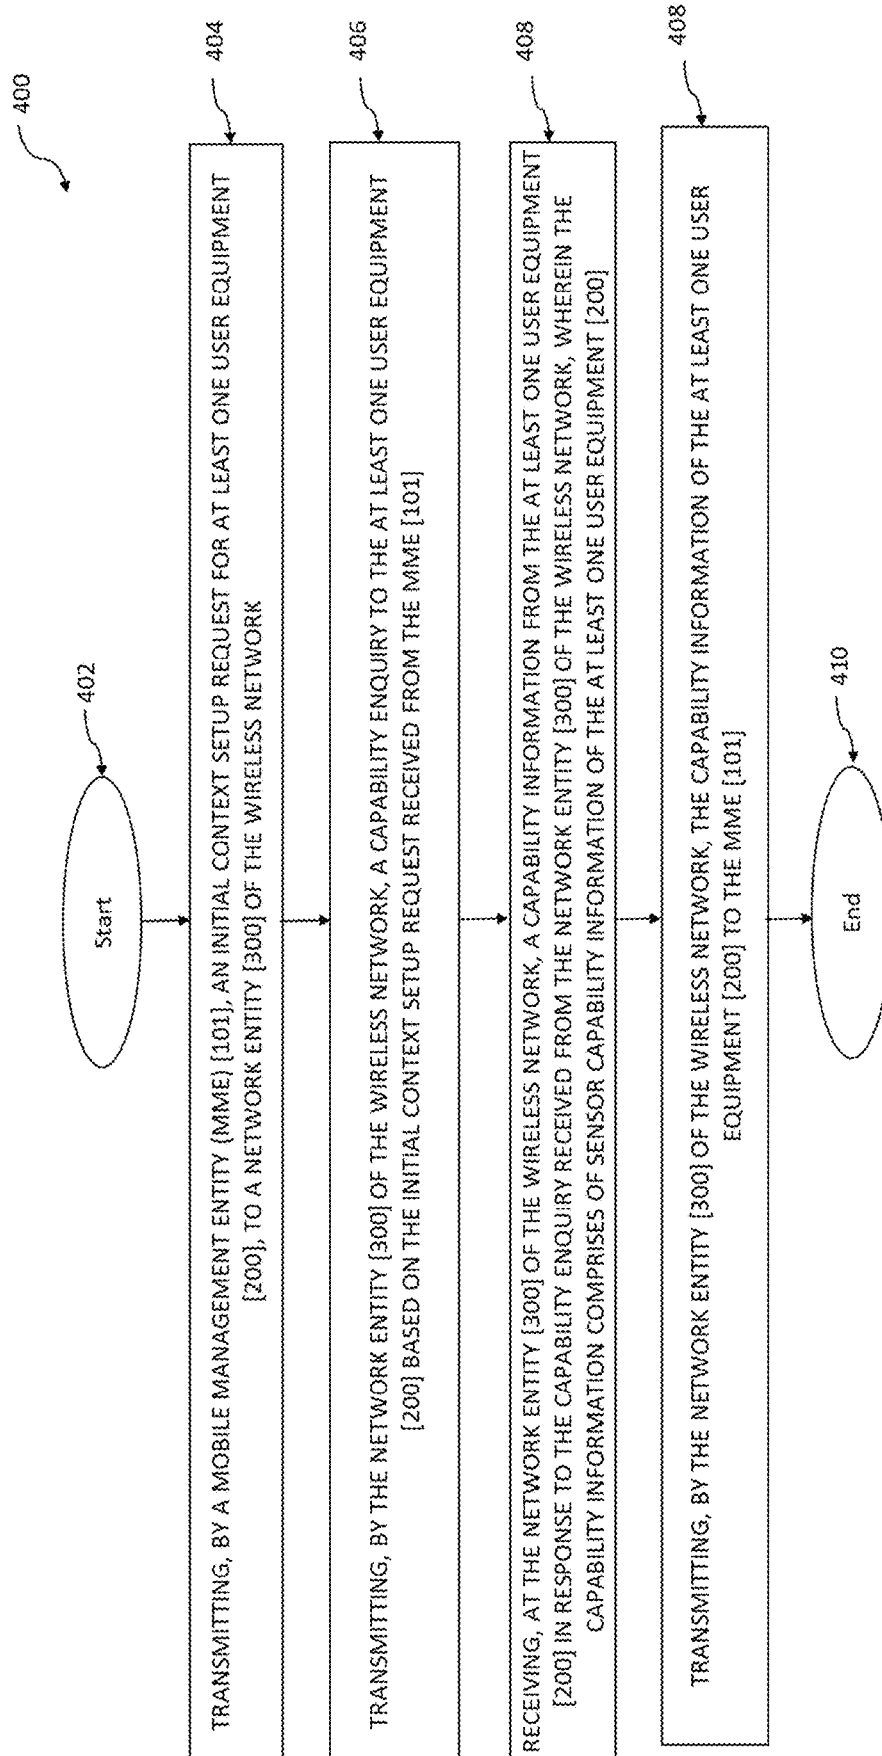 400
Start
402
TRANSMITTING, BY A MOBILE MANAGEMENT ENTITY (MME) [101], AN INITIAL CONTEXT SETUP REQUEST FOR AT LEAST ONE USER EQUIPMENT
[200], TO A NETWORK ENTITY [300] OF THE WIRELESS NETWORK
404
TRANSMITTING, BY THE NETWORK ENTITY [300] OF THE WIRELESS NETWORK, A CAPABILITY ENQUIRY TO THE AT LEAST ONE USER EQUIPMENT
[200] BASED ON THE INITIAL CONTEXT SETUP REQUEST RECEIVED FROM THE MME [101]
406
RECEIVING, AT THE NETWORK ENTITY [300] OF THE WIRELESS NETWORK, A CAPABILITY INFORMATION FROM THE AT LEAST ONE USER EQUIPMENT
[200] IN RESPONSE TO THE CAPABILITY ENQUIRY RECEIVED FROM THE NETWORK ENTITY [300] OF THE WIRELESS NETWORK, WHEREIN THE
CAPABILITY INFORMATION COMPRISES OF SENSOR CAPABILITY INFORMATION OF THE AT LEAST ONE USER EQUIPMENT [200]
408
TRANSMITTING, BY THE NETWORK ENTITY [300] OF THE WIRELESS NETWORK, THE CAPABILITY INFORMATION OF THE AT LEAST ONE USER
EQUIPMENT [200] TO THE MME [101]
408
End
410